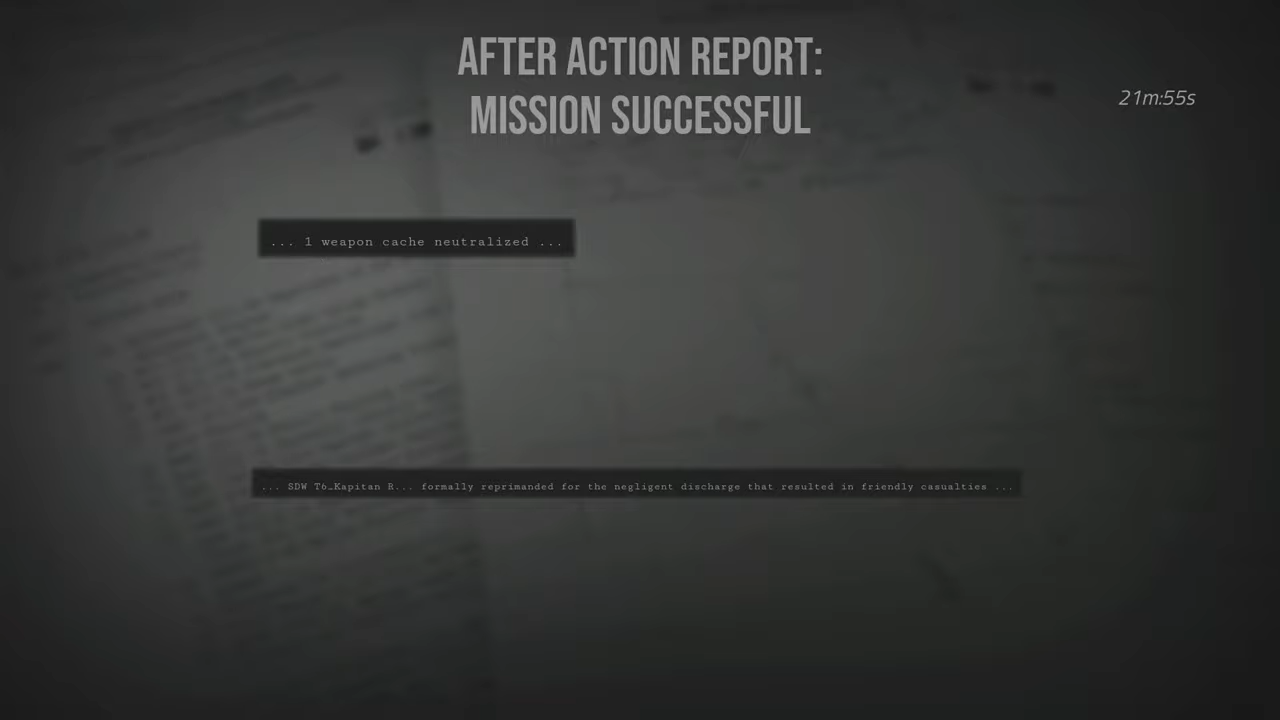 AFTER ACTION REPORT:
MISSION SUCCESSFUL
21m:55s
... 1 weapon cache neutralized ...
... SDW T6_Kapitan R... formally reprimanded for the negligent discharge that resulted in friendly casualties ...